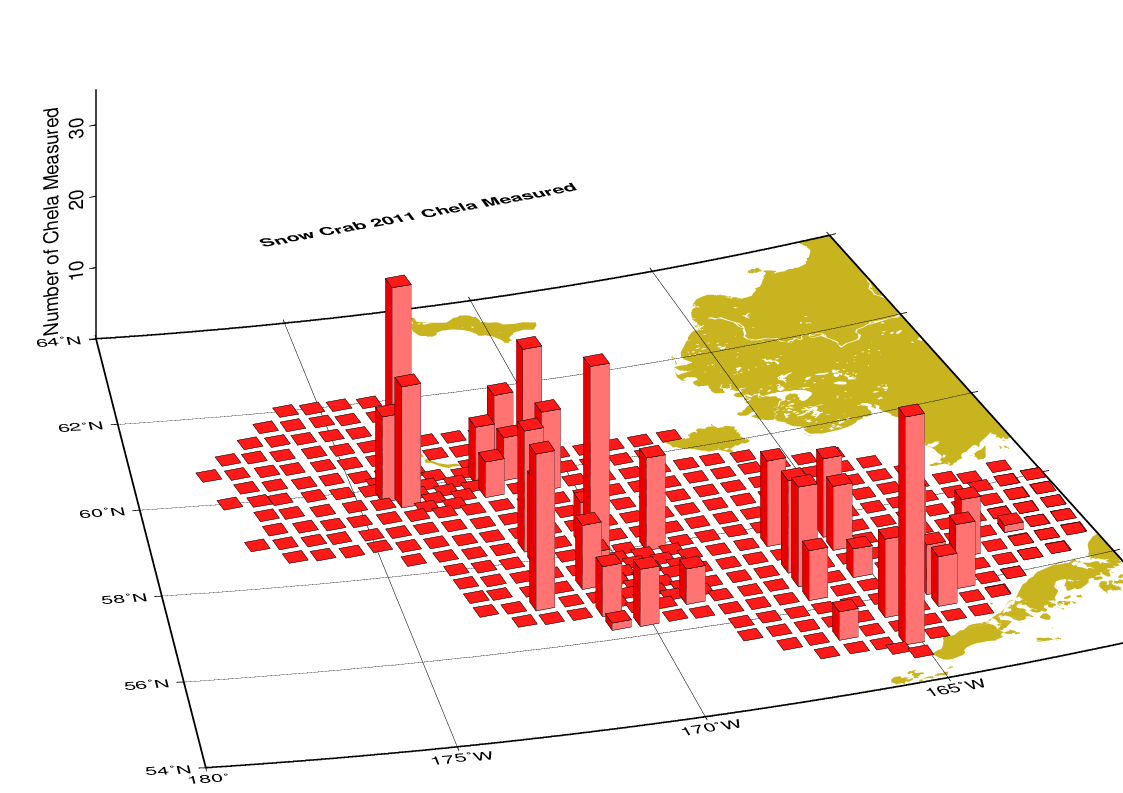 Snow Crab 2011 Chela Measured
Number of Chela Measured
30
20
10
64°N
62°N
60°N
58°N
56°N
54°N
180°
175°W
170°W
165°W